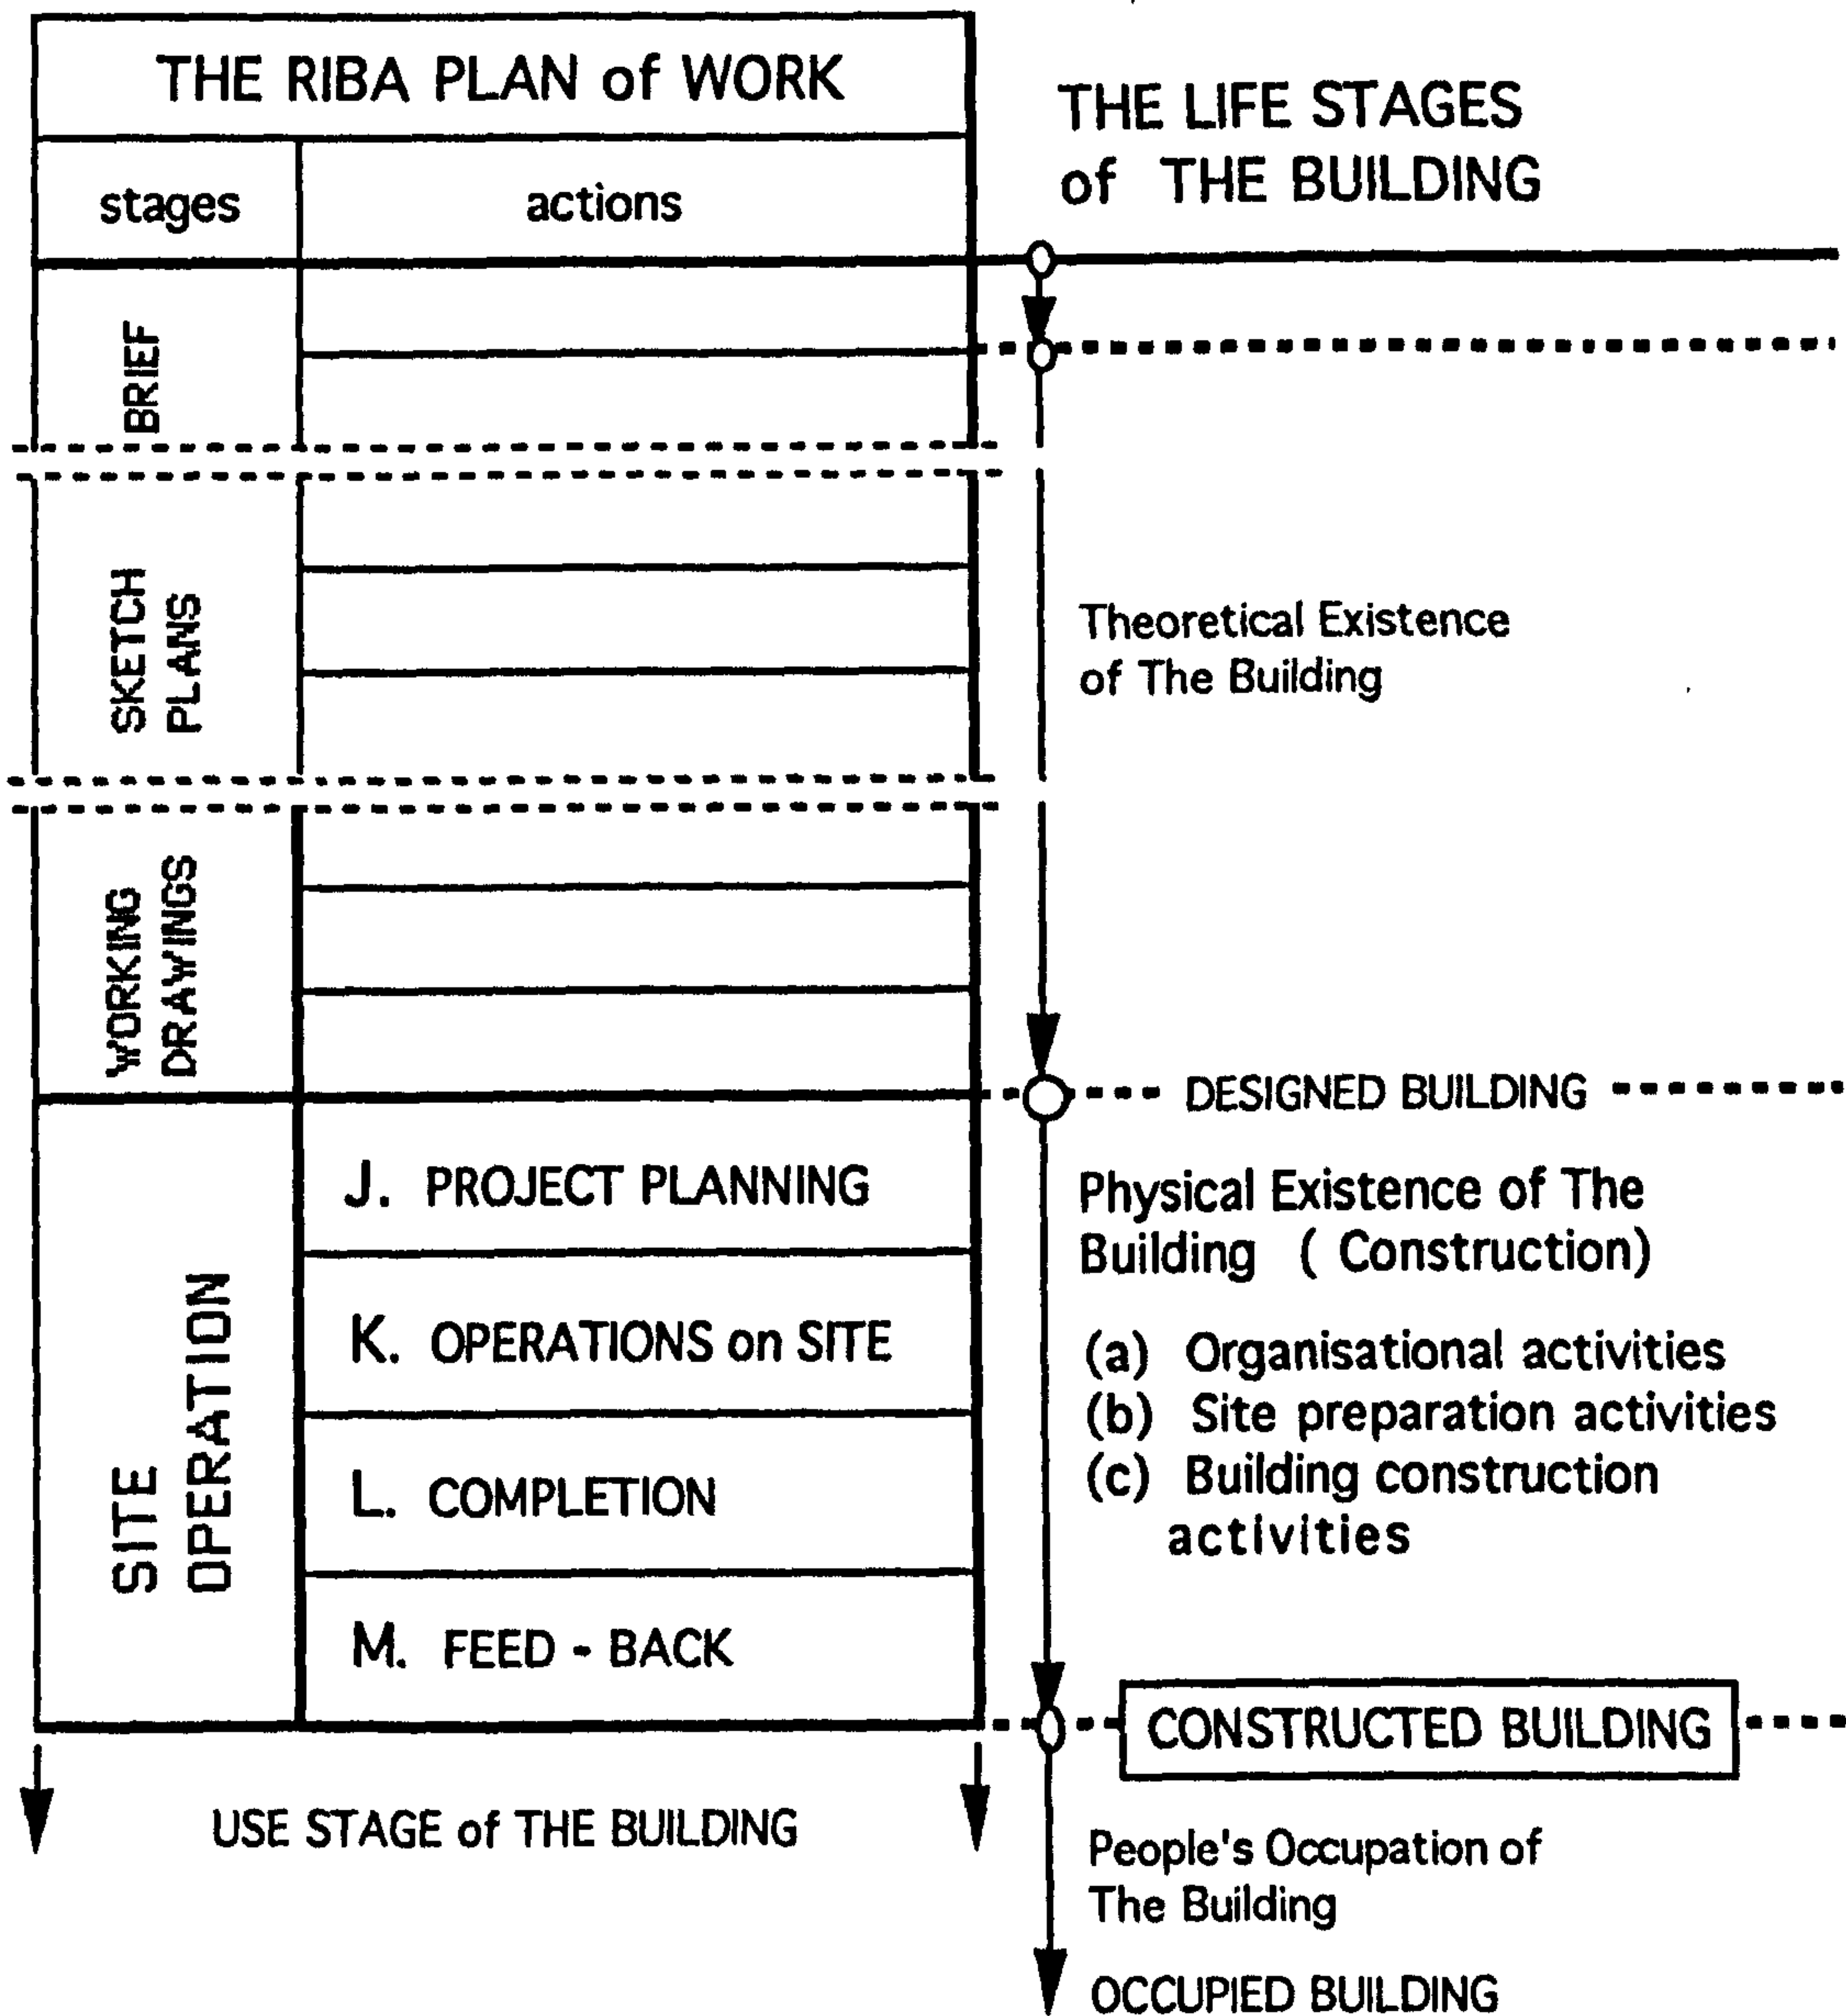 THE RIBA PLAN of WORK
stages
actions
THE LIFE STAGES
of THE BUILDING
BRIEF
SKETCH
PLANS
Theoretical Existence
of The Building
WORKING
DRAWINGS
DESIGNED BUILDING
SITE
OPERATION
J. PROJECT PLANNING
K. OPERATIONS on SITE
L. COMPLETION
M. FEED - BACK
Physical Existence of The
Building ( Construction)
(a) Organisational activities
(b) Site preparation activities
(c) Building construction
activities
CONSTRUCTED BUILDING
USE STAGE of THE BUILDING
People's Occupation of
The Building
OCCUPIED BUILDING